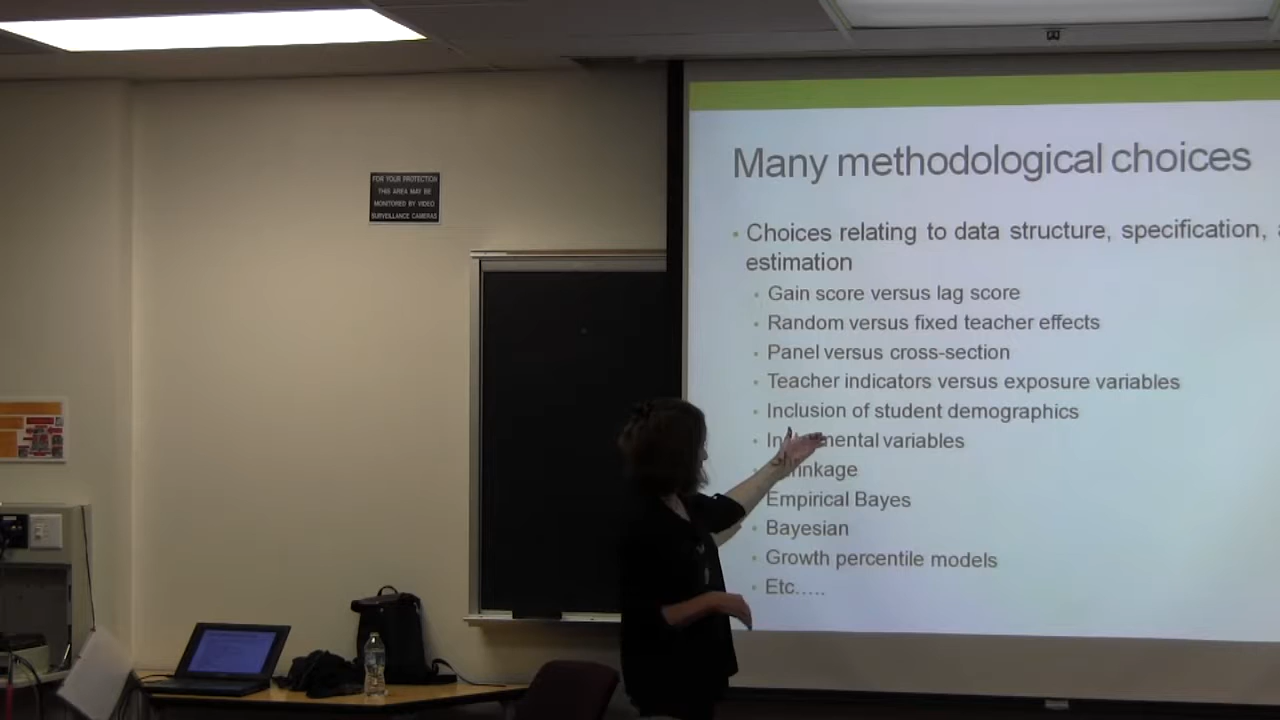 FOR YOUR PROTECTION
THIS AREA MAY BE
MONITORED BY VIDEO
SURVEILLANCE CAMERAS
Many methodological choices
• Choices relating to data structure, specification,
estimation
• Gain score versus lag score
• Random versus fixed teacher effects
• Panel versus cross-section
• Teacher indicators versus exposure variables
• Inclusion of student demographics
• variables
• Shrinkage
• Empirical Bayes
• Bayesian
• Growth percentile models
• Etc.....